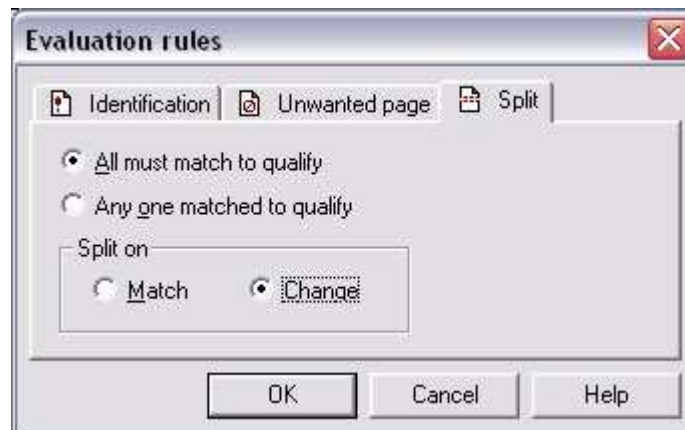 Evaluation rules
Identification Unwanted page Split
All must match to qualify
Any one matched to qualify
Split on
Match Change
OK Cancel Help